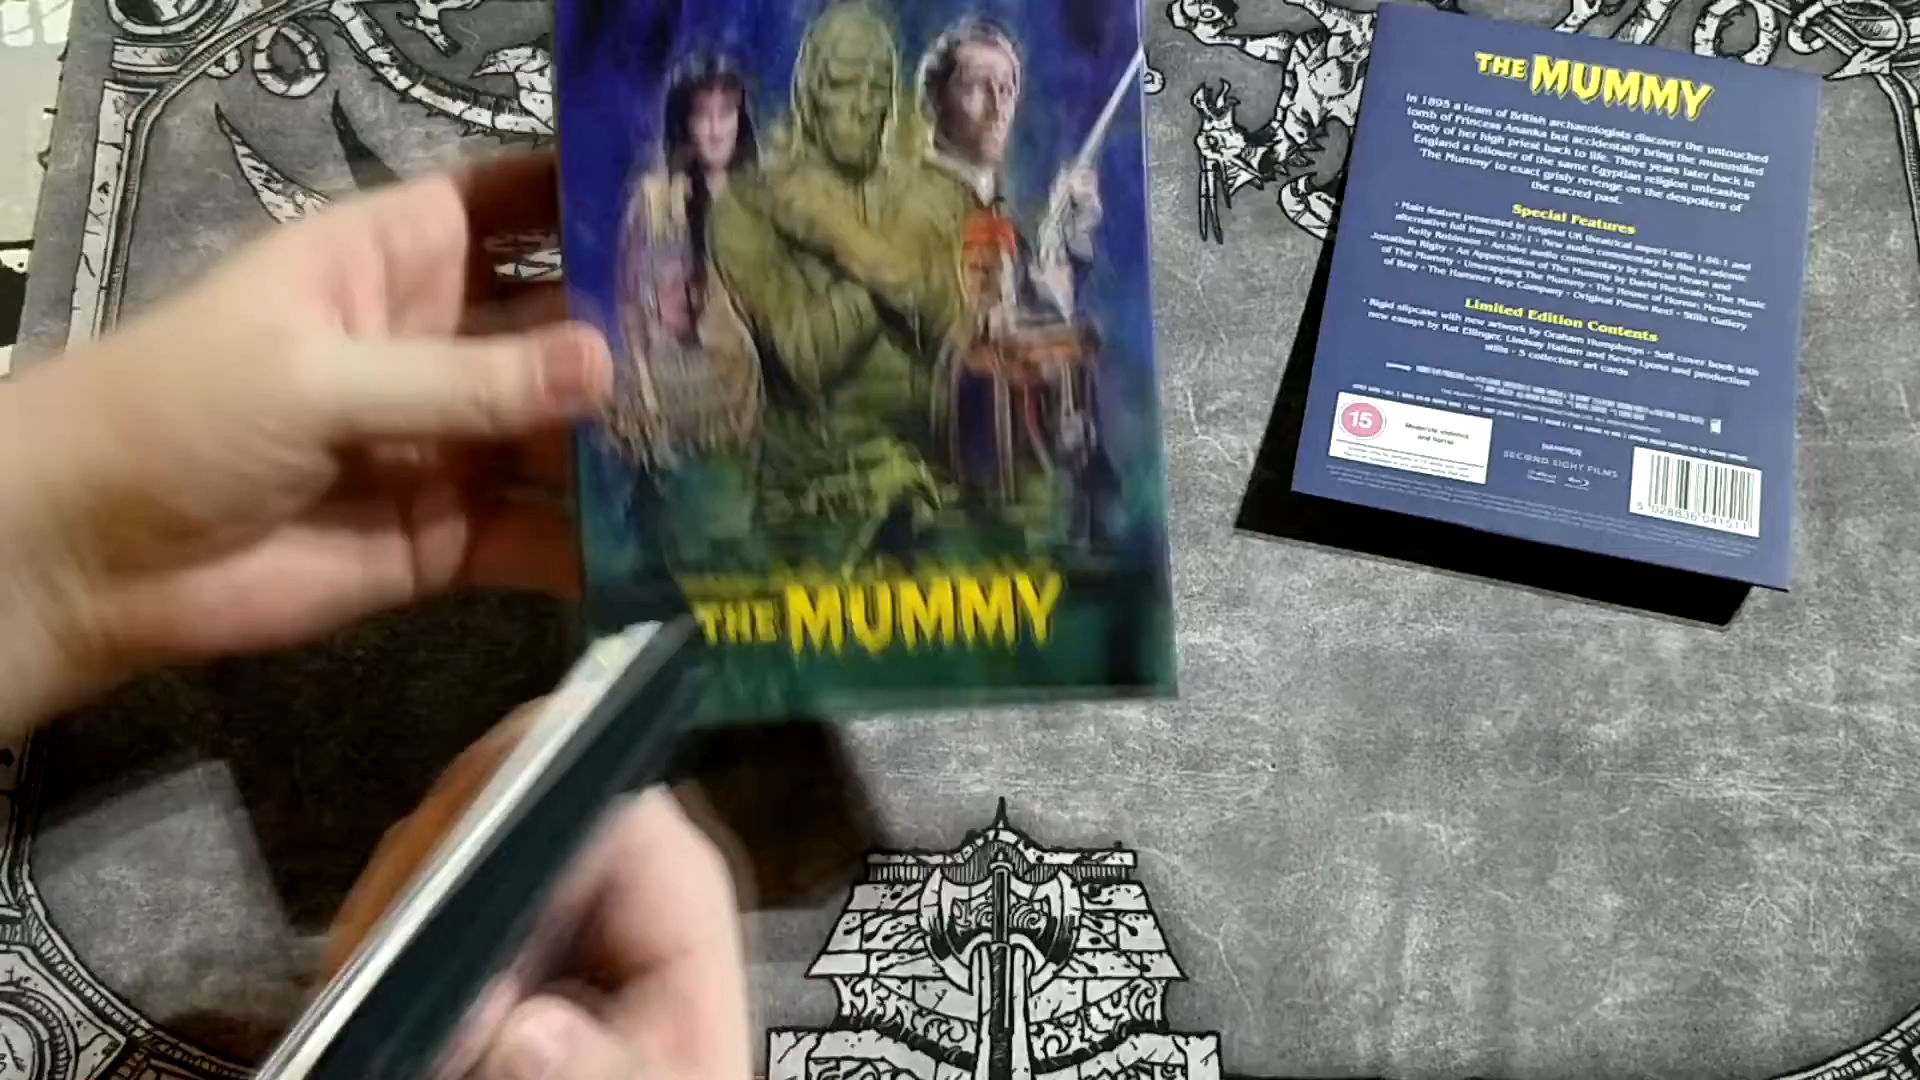 THE MUMMY
THE MUMMY
In 1895 a team of British archaeologists discover the untouched
tomb of Princess Ananka but accidentally bring the mummified
body of her high priest back to life. Three years later back in
England a follower of the same Egyptian religion unleashes
'The Mummy' to exact grisly revenge on the despoilers of
the sacred past.
Special Features
• Main feature presented in original UK theatrical aspect ratio 1.66:1 and
alternative full frame 1.37:1 • New audio commentary by film academic
Kelly Robinson • Archive audio commentary by Marcus Hearn and
Jonathan Rigby • An Appreciation of The Mummy by David Huckvale • The Music
of The Mummy • Unwrapping The Mummy • The House of Horror: Memories
of Bray • The Hammer Rep Company • Original Promo Reel • Stills Gallery
Limited Edition Contents
• Rigid slipcase with new artwork by Graham Humphreys • Soft cover book with
new essays by Kat Ellinger, Lindsay Hallam and Kevin Lyons and production
stills • 5 collectors' art cards
15
Moderate violence
and horror
HAMMER
SECOND SIGHT FILMS
5 028836 041511